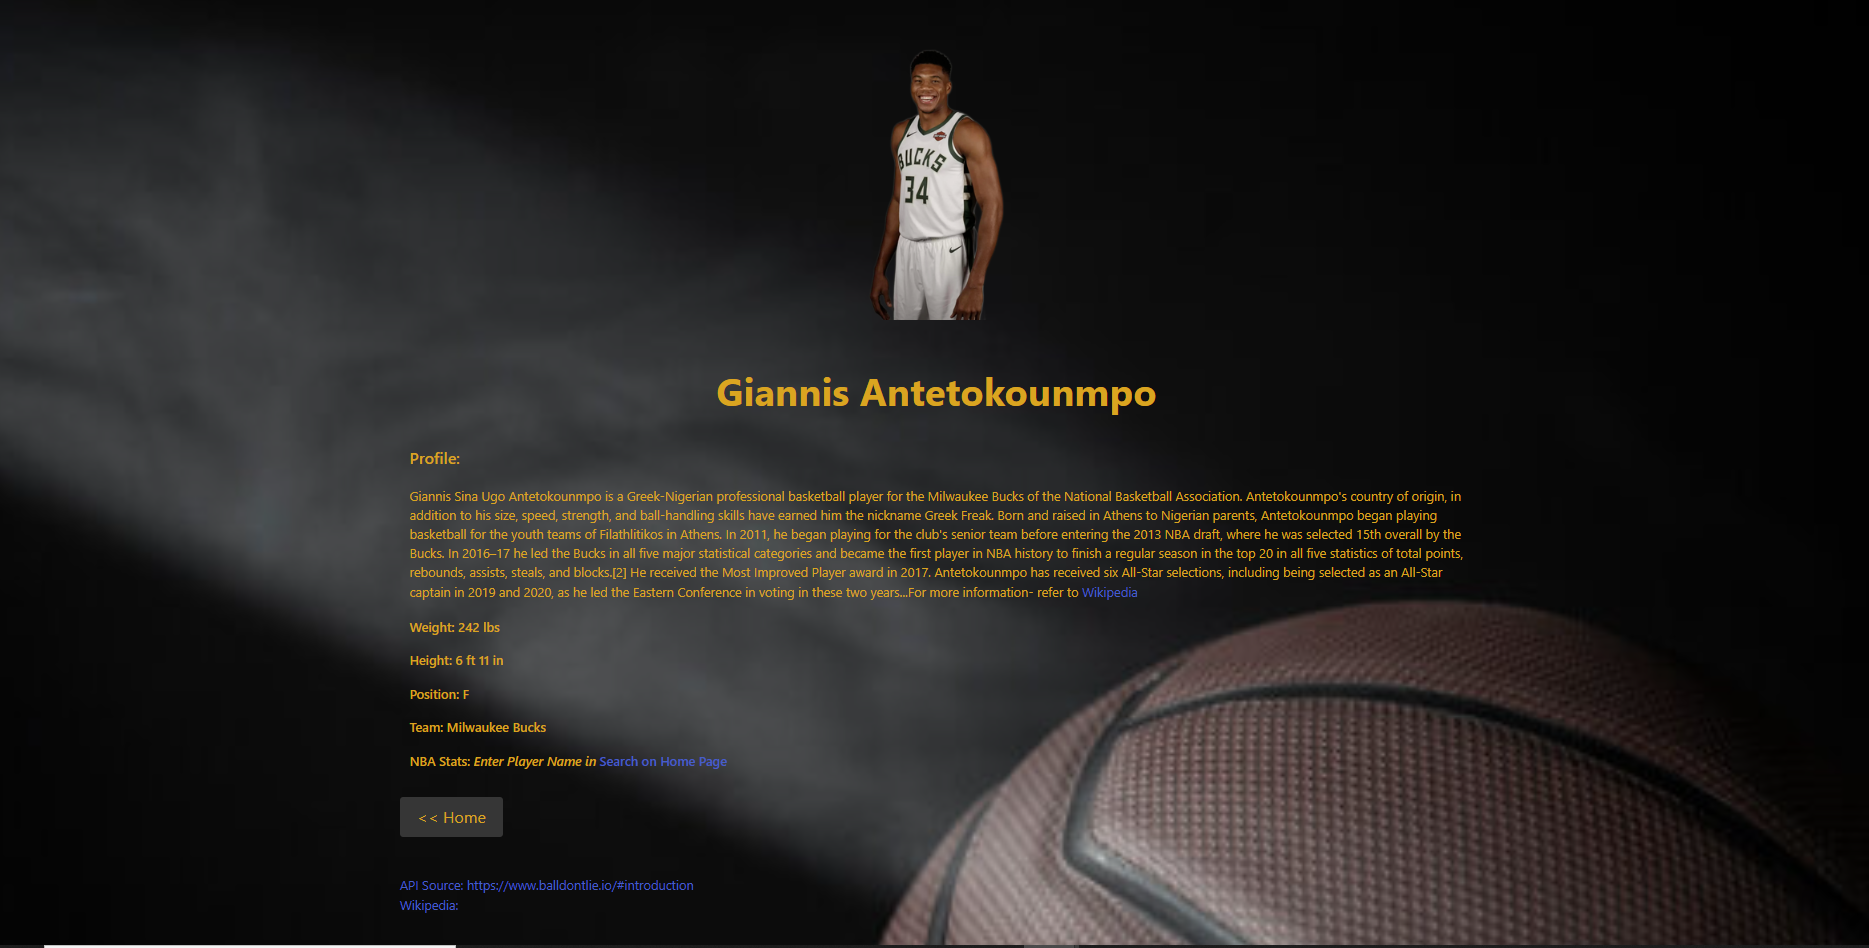 BUCKS
34
Giannis Antetokounmpo
Profile:
Giannis Sina Ugo Antetokounmpo is a Greek-Nigerian professional basketball player for the Milwaukee Bucks of the National Basketball Association. Antetokounmpo's country of origin, in
addition to his size, speed, strength, and ball-handling skills have earned him the nickname Greek Freak. Born and raised in Athens to Nigerian parents, Antetokounmpo began playing
basketball for the youth teams of Filathlitikos in Athens. In 2011, he began playing for the club's senior team before entering the 2013 NBA draft, where he was selected 15th overall by the
Bucks. In 2016–17 he led the Bucks in all five major statistical categories and became the first player in NBA history to finish a regular season in the top 20 in all five statistics of total points,
rebounds, assists, steals, and blocks.[2] He received the Most Improved Player award in 2017. Antetokounmpo has received six All-Star selections, including being selected as an All-Star
captain in 2019 and 2020, as he led the Eastern Conference in voting in these two years...For more information- refer to Wikipedia
Weight: 242 lbs
Height: 6 ft 11 in
Position: F
Team: Milwaukee Bucks
NBA Stats: Enter Player Name in Search on Home Page
<< Home
API Source: https://www.balldontlie.io/#introduction
Wikipedia: